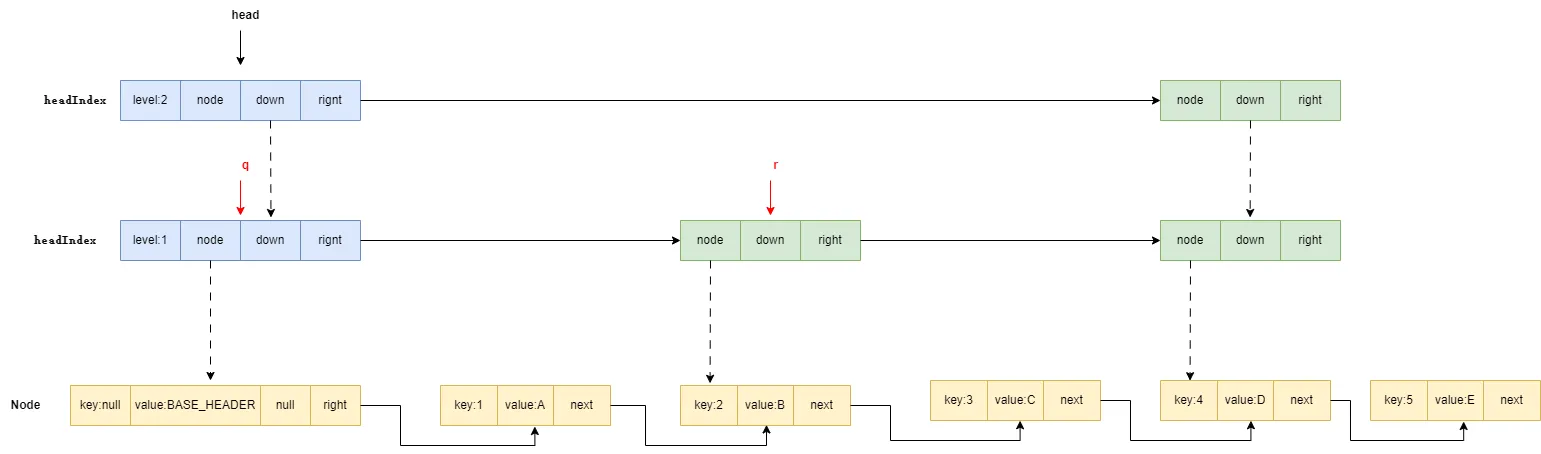 head
headIndex level:2 node down rignt node down right
q r
headIndex level:1 node down rignt node down right node down right
Node key:null value:BASE_HEADER null right key:1 value:A next key:2 value:B next key:3 value:C next key:4 value:D next key:5 value:E next